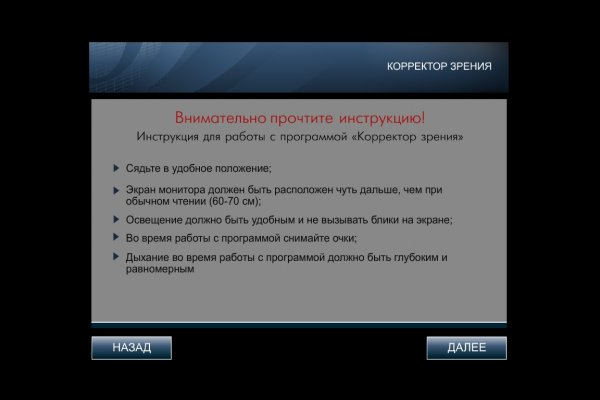 КОРРЕКТОР ЗРЕНИЯ
Внимательно прочтите инструкцию!
Инструкция для работы с программой «Корректор зрения»
Сядьте в удобное положение;
Экран монитора должен быть расположен чуть дальше, чем при
обычном чтении (60-70 см);
Освещение должно быть удобным и не вызывать блики на экране;
Во время работы с программой снимайте очки;
Дыхание во время работы с программой должно быть глубоким и
равномерным
НАЗАД
ДАЛЕЕ